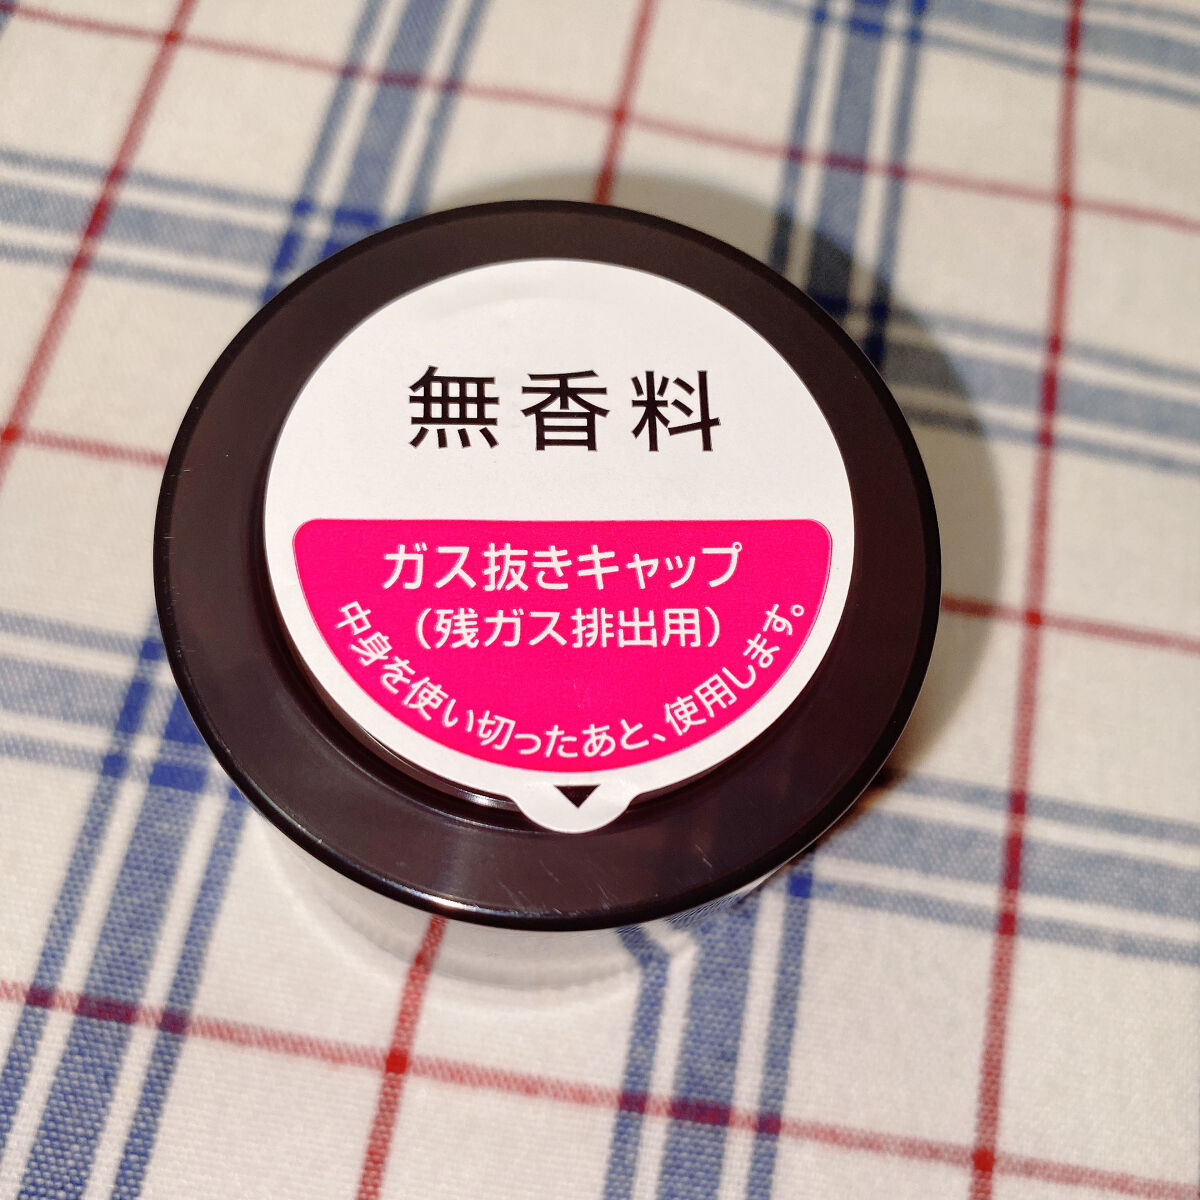 無香料
ガス抜きキャップ
（残ガス排出用）
中身を使い切ったあと、使用します。